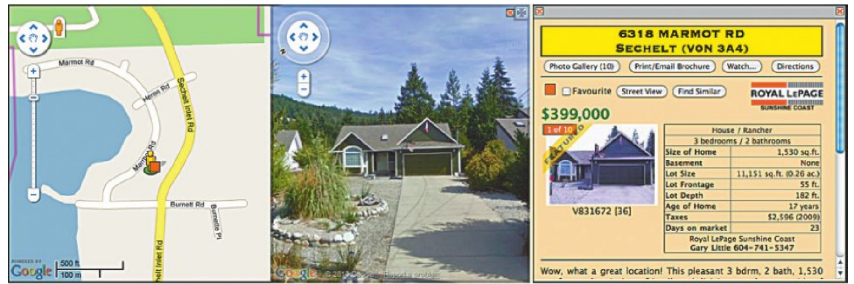 Marmot Rd
Heron Rd
Sechelt Inlet Rd
Marmot Rd
Burnett Rd
Burnette Pl
Sechelt Inlet Rd
POWERED BY
Google
500 ft
100 m
N
Google
6318 MARMOT RD
SECHELT (V0N 3A4)
Photo Gallery (10) Print/Email Brochure Watch... Directions
Favourite Street View Find Similar
ROYAL LEPAGE
SUNSHINE COAST
$399,000
1 of 10
FEATURED
V831672 [36]
House / Rancher
3 bedrooms / 2 bathrooms
Size of Home 1,530 sq.ft.
Basement None
Lot Size 11,151 sq.ft. (0.26 ac.)
Lot Frontage 55 ft.
Lot Depth 182 ft.
Age of Home 17 years
Taxes $2,596 (2009)
Days on market 23
Royal LePage Sunshine Coast
Gary Little 604-741-5347
Wow, what a great location! This pleasant 3 bdrm, 2 bath, 1,530